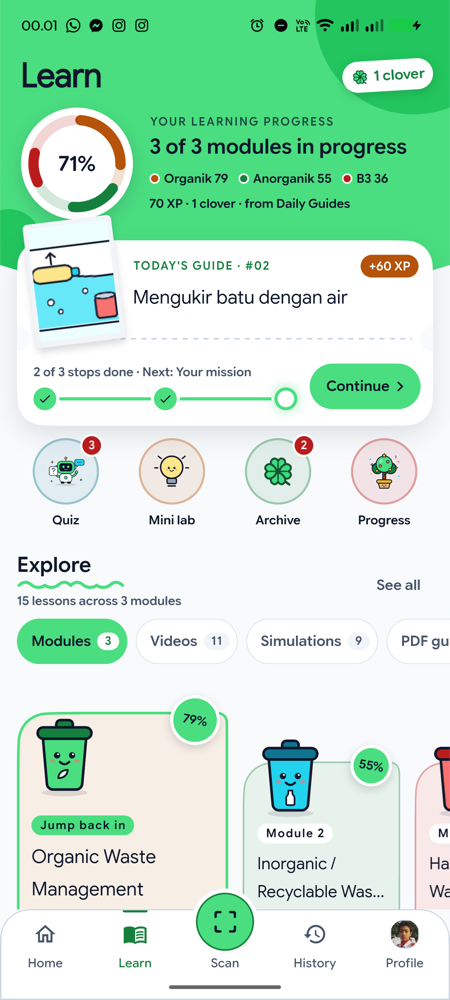 00.01
Vo))
LTE
Learn
1 clover
71%
YOUR LEARNING PROGRESS
3 of 3 modules in progress
Organik 79 Anorganik 55 B3 36
70 XP · 1 clover · from Daily Guides
TODAY'S GUIDE · #02
+60 XP
Mengukir batu dengan air
2 of 3 stops done · Next: Your mission
Continue
3
2
Quiz
Mini lab
Archive
Progress
Explore
See all
15 lessons across 3 modules
Modules 3
Videos 11
Simulations 9
PDF gu
79%
55%
Jump back in
Organic Waste
Management
Module 2
Inorganic /
Recyclable Was...
M
Ha
Wa
Home
Learn
Scan
History
Profile